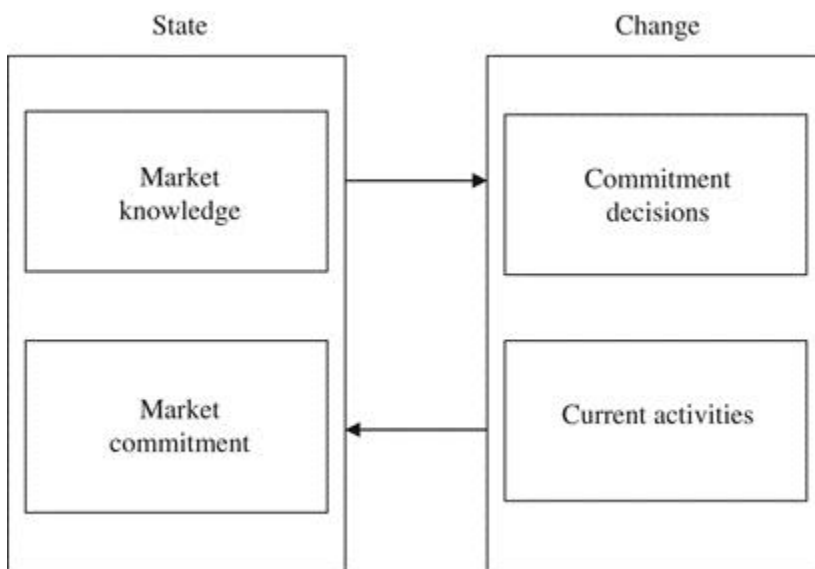 State
Change
Market
knowledge
Commitment
decisions
Market
commitment
Current activities